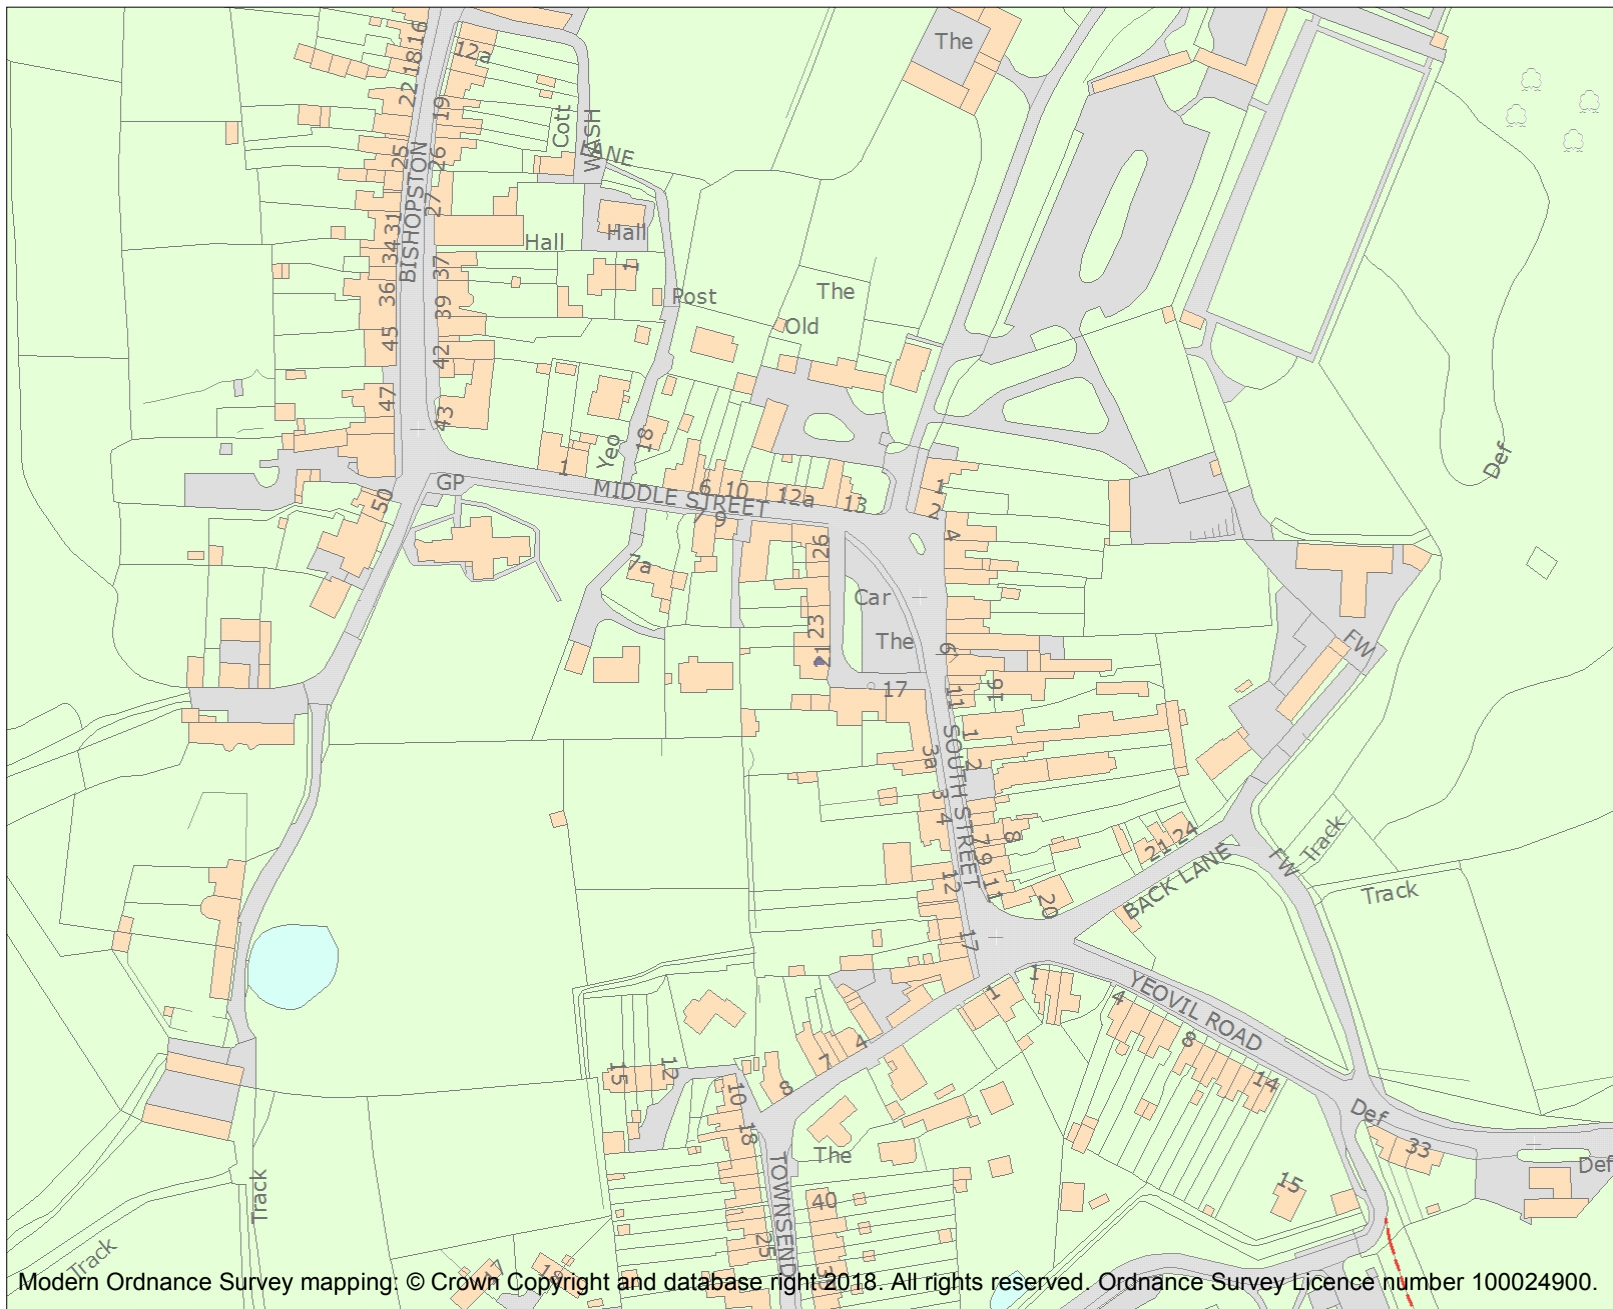 16
18
22
12a
19
The
Cott
WASH
LANE
25
26
BISHOPSTON
27
31
34
Hall
Hall
1
37
36
39
Post
The
Old
45
42
47
43
Yeo
18
1
GP
50
MIDDLE STREET
6
10
12a
13
7
9
1
2
4
Def
7a
26
23
21
Car
The
6
17
11
16
FW
SOUTH STREET
3a
1
2
3
4
7
9
8
11
12
17
20
21
24
BACK LANE
FW
Track
Track
YEOVIL ROAD
1
1
4
8
14
Def
33
Def
15
15
12
10
18
8
7
4
The
TOWNSEND
40
25
Track
Track
7
18
3
Modern Ordnance Survey mapping: © Crown Copyright and database right 2018. All rights reserved. Ordnance Survey Licence number 100024900.